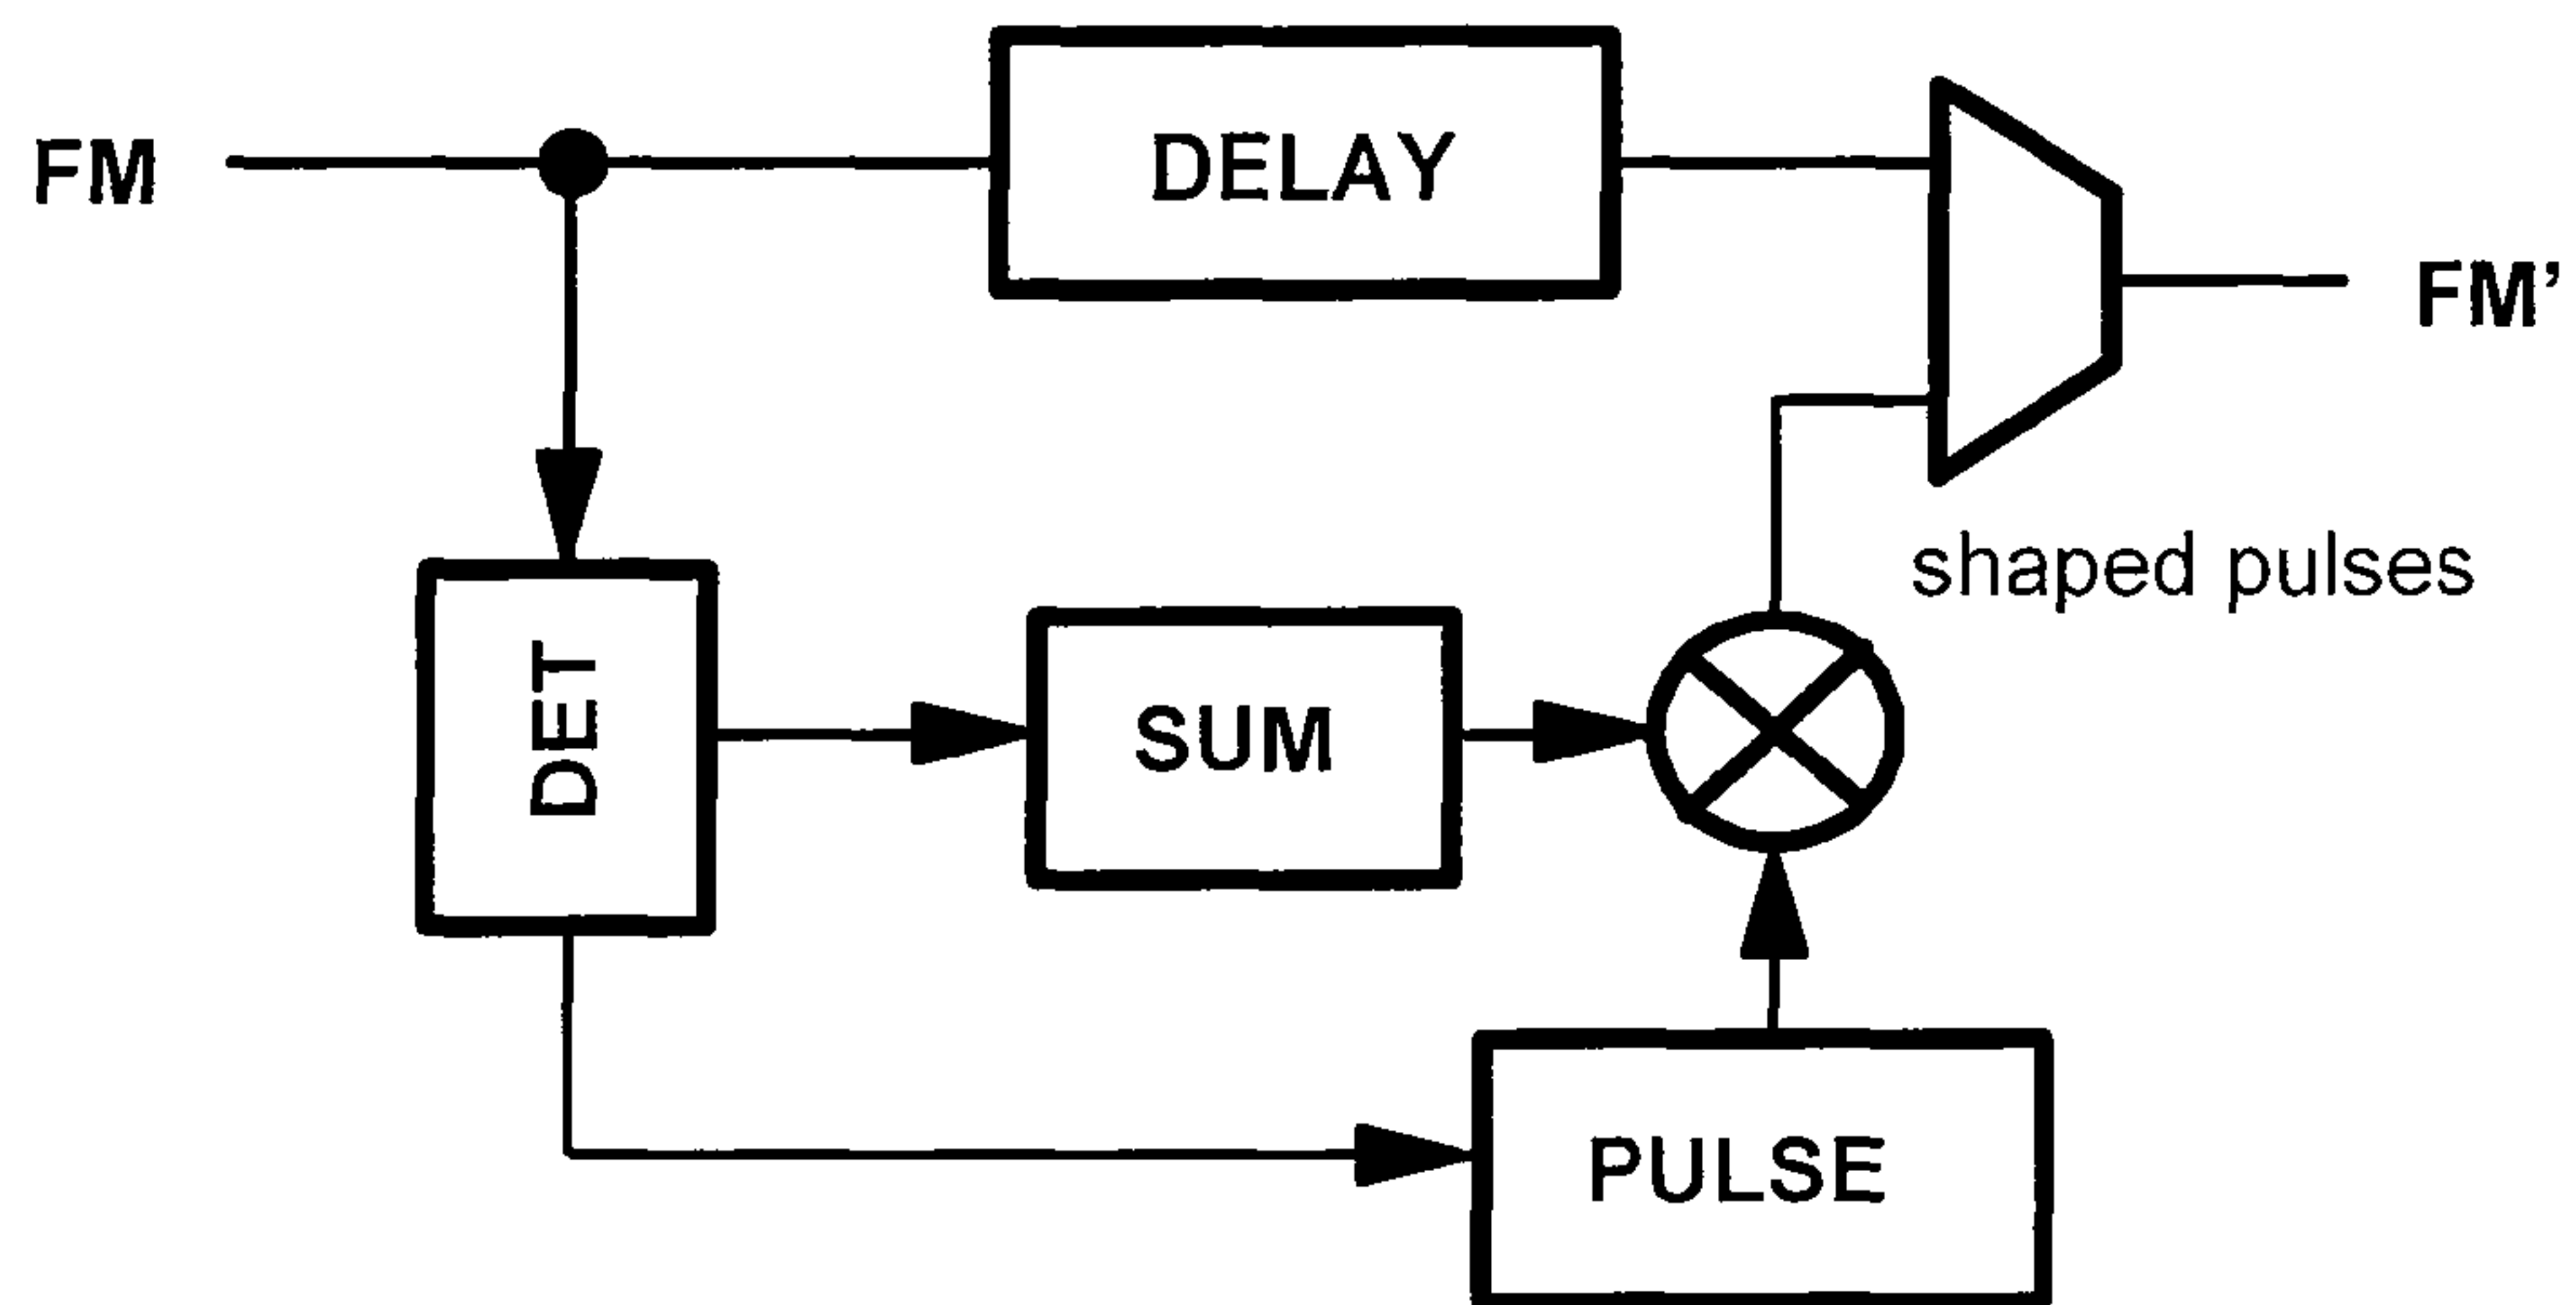 FM
DELAY
FM’
shaped pulses
DET
SUM
PULSE